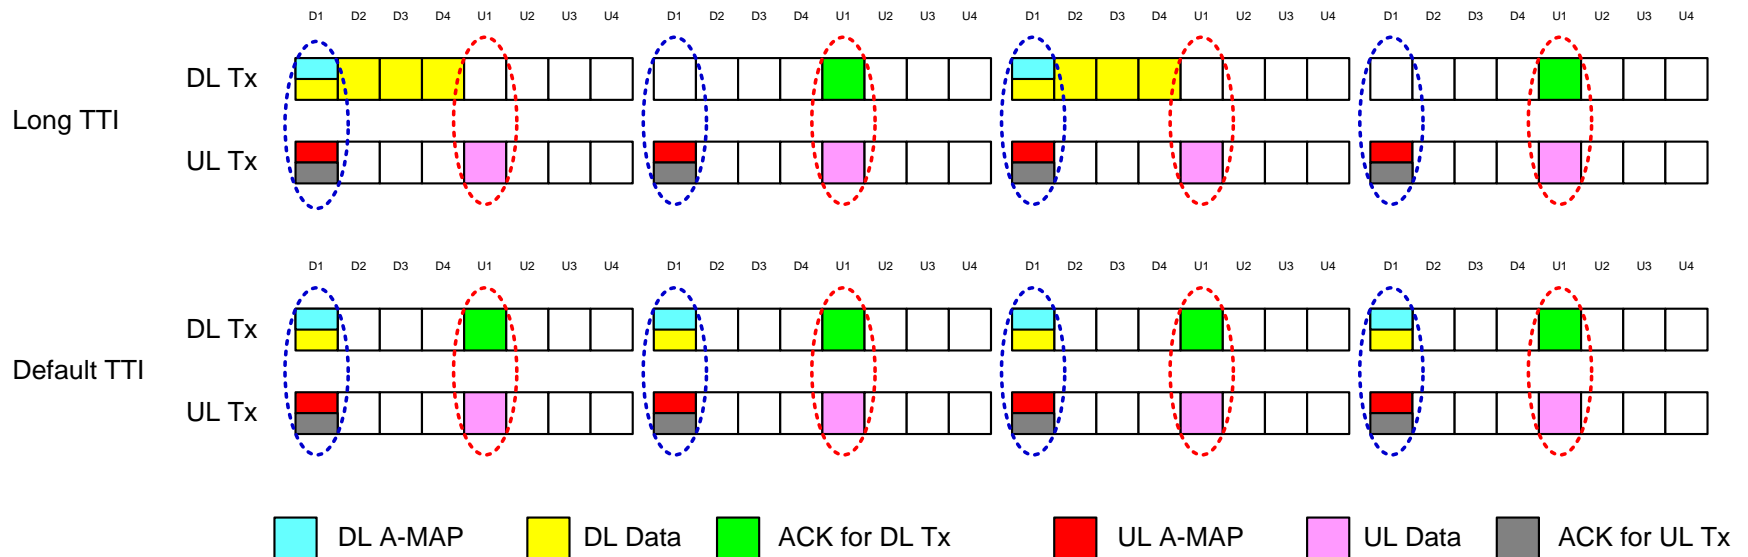 D1 D2 D3 D4 U1 U2 U3 U4 D1 D2 D3 D4 U1 U2 U3 U4 D1 D2 D3 D4 U1 U2 U3 U4 D1 D2 D3 D4 U1 U2 U3 U4
DL Tx
Long TTI
UL Tx
D1 D2 D3 D4 U1 U2 U3 U4 D1 D2 D3 D4 U1 U2 U3 U4 D1 D2 D3 D4 U1 U2 U3 U4 D1 D2 D3 D4 U1 U2 U3 U4
DL Tx
Default TTI
UL Tx
DL A-MAP DL Data ACK for DL Tx UL A-MAP UL Data ACK for UL Tx